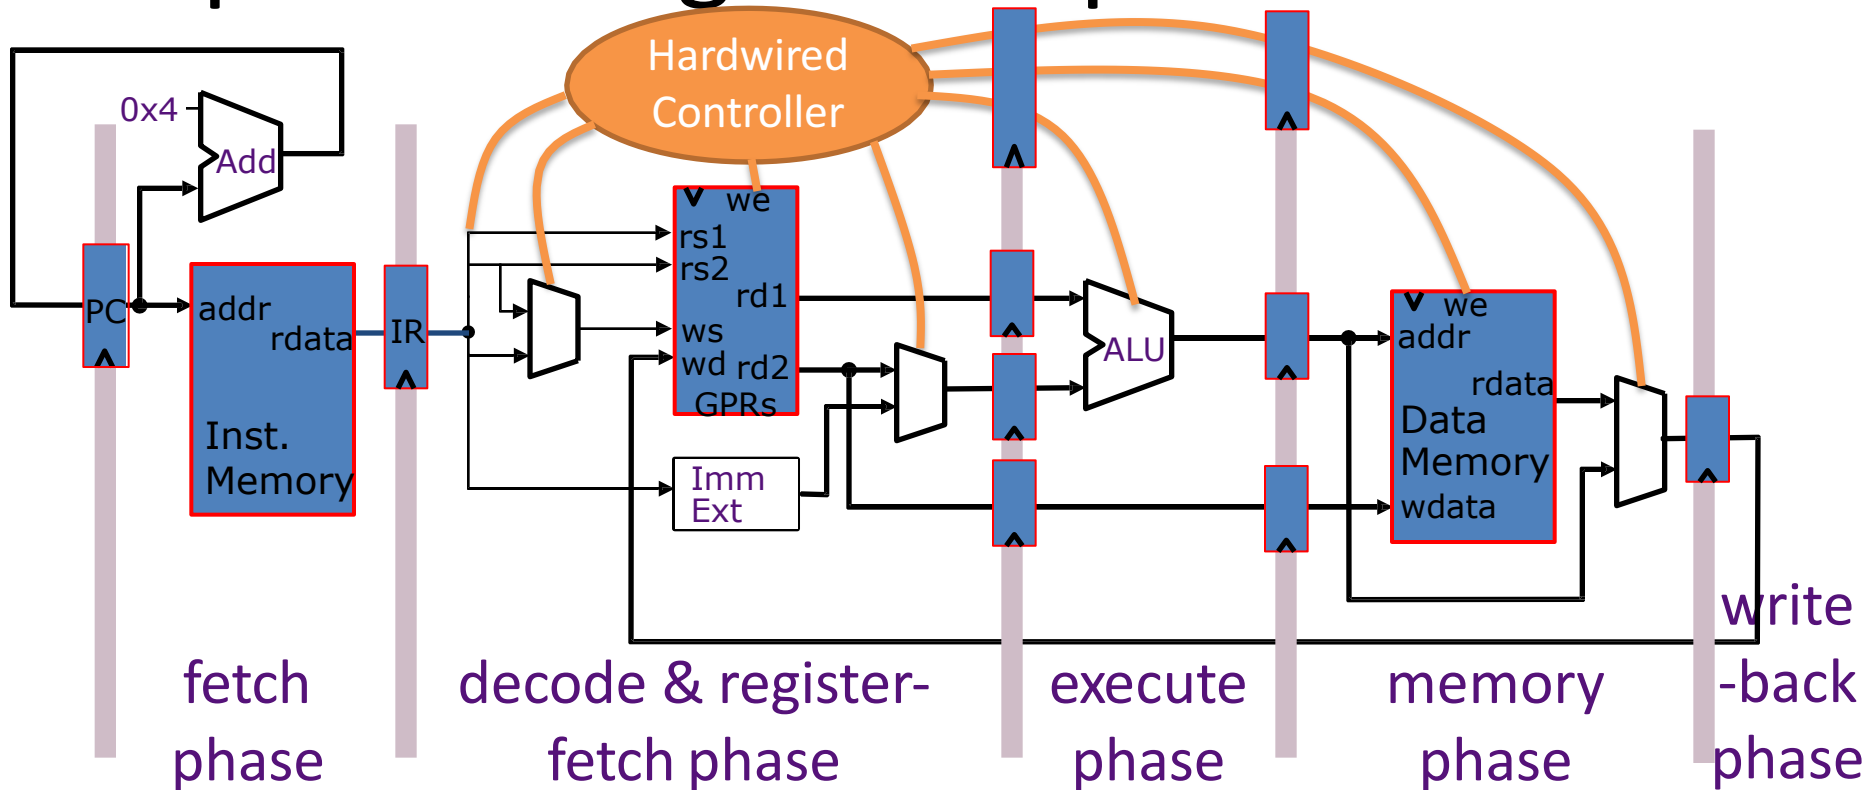 Hardwired
Controller
0x4
Add
PC
addr
rdata
Inst.
Memory
IR
we
rs1
rs2
rd1
ws
wd rd2
GPRs
Imm
Ext
ALU
we
addr
rdata
Data
Memory
wdata
fetch
phase
decode & register-
fetch phase
execute
phase
memory
phase
write
-back
phase